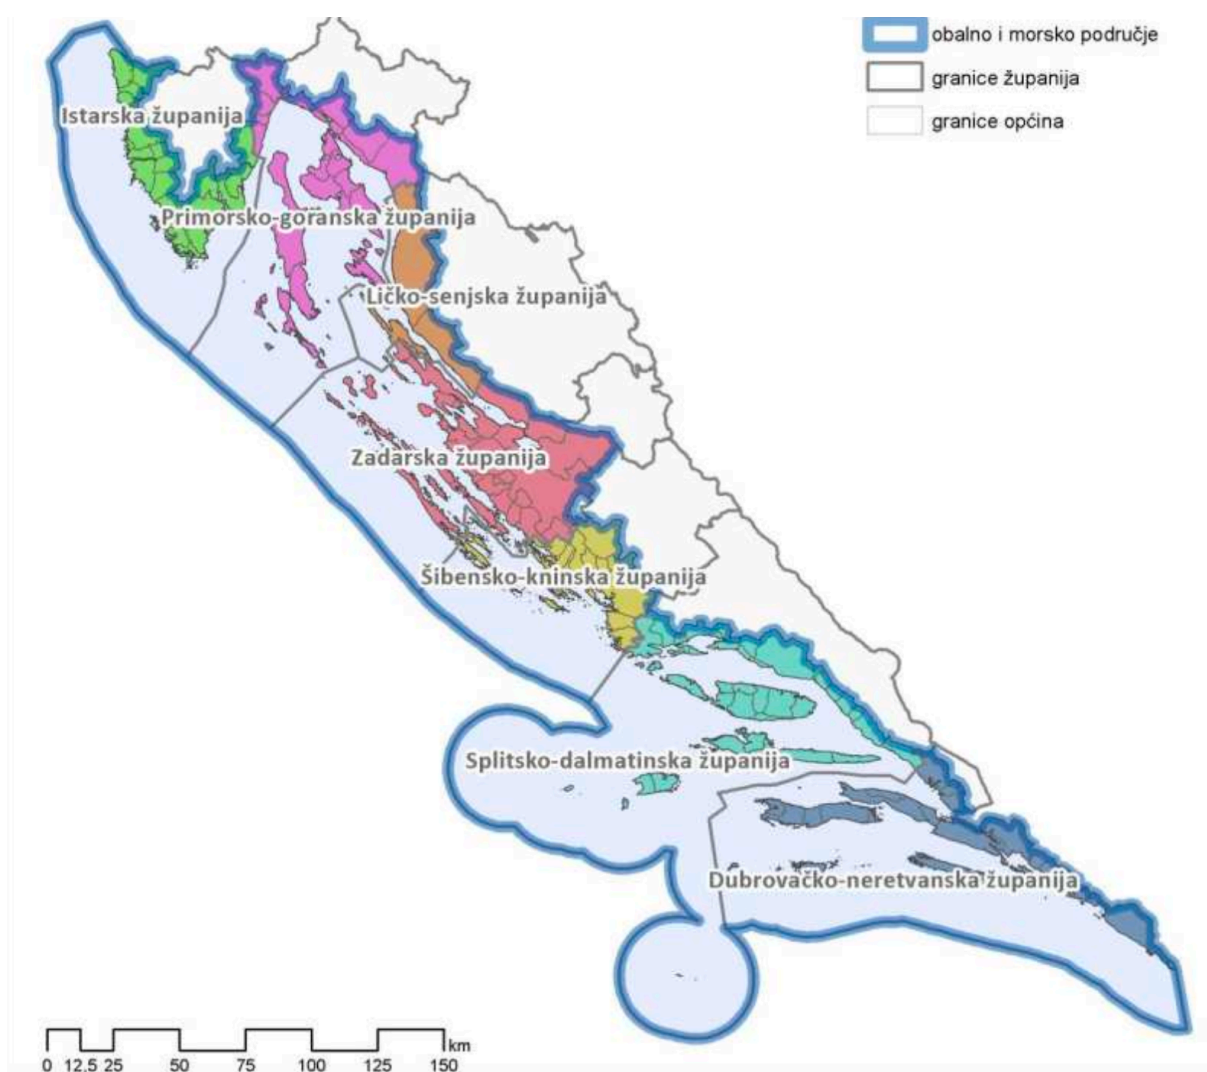 obalno i morsko područje
granice županija
granice općina
Istarska županija
Primorsko-goranska županija
Ličko-senjska županija
Zadarska županija
Šibensko-kninska županija
Splitsko-dalmatinska županija
Dubrovačko-neretvanska županija
km
0 12,5 25 50 75 100 125 150